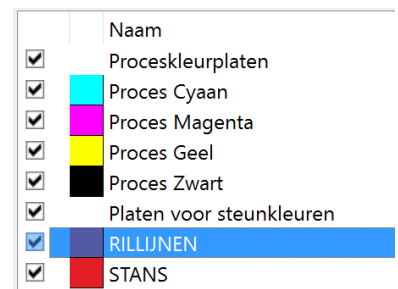 Naam
Proceskleurplaten
Proces Cyaan
Proces Magenta
Proces Geel
Proces Zwart
Platen voor steunkleuren
RILLIJNEN
STANS